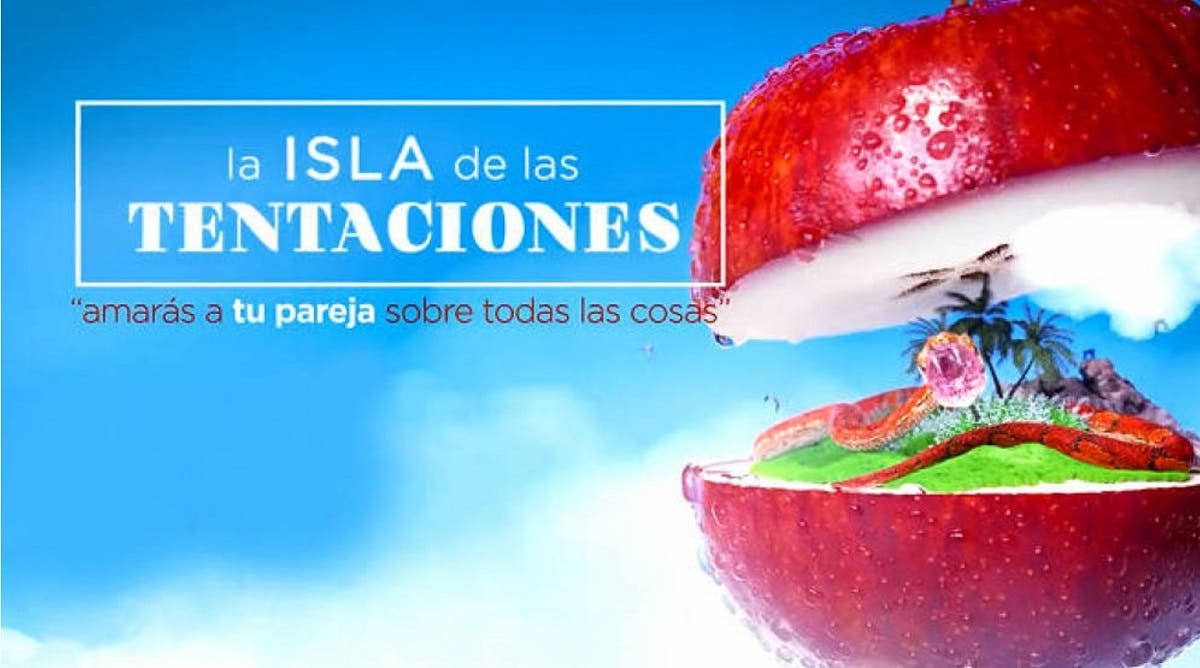 la ISLA de las
TENTACIONES
“amarás a tu pareja sobre todas las cosas”